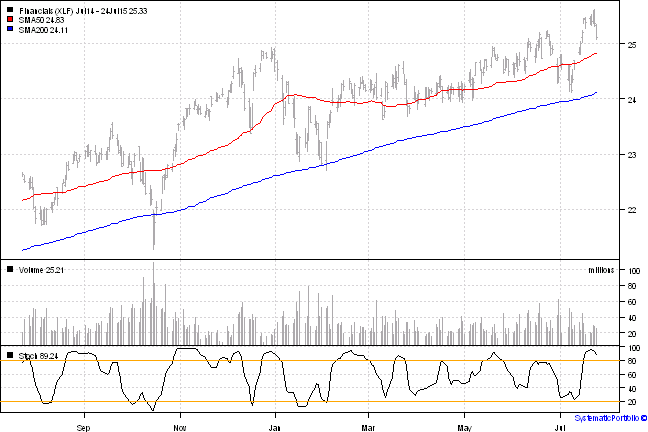 Financials (XLF) Jul14 - 24Jul15 25.33
SMA50 24.83
SMA200 24.11
25
24
23
22
Volume 25.21
millions
100
80
60
40
20
Stoch 89.24
100
80
60
40
20
Sep
Nov
Jan
Mar
May
Jul
SystematicPortfolio ©